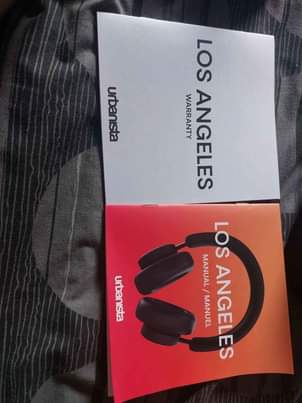 LOS ANGELES
WARRANTY
urbanista
LOS ANGELES
MANUAL / MANUEL
urbanista